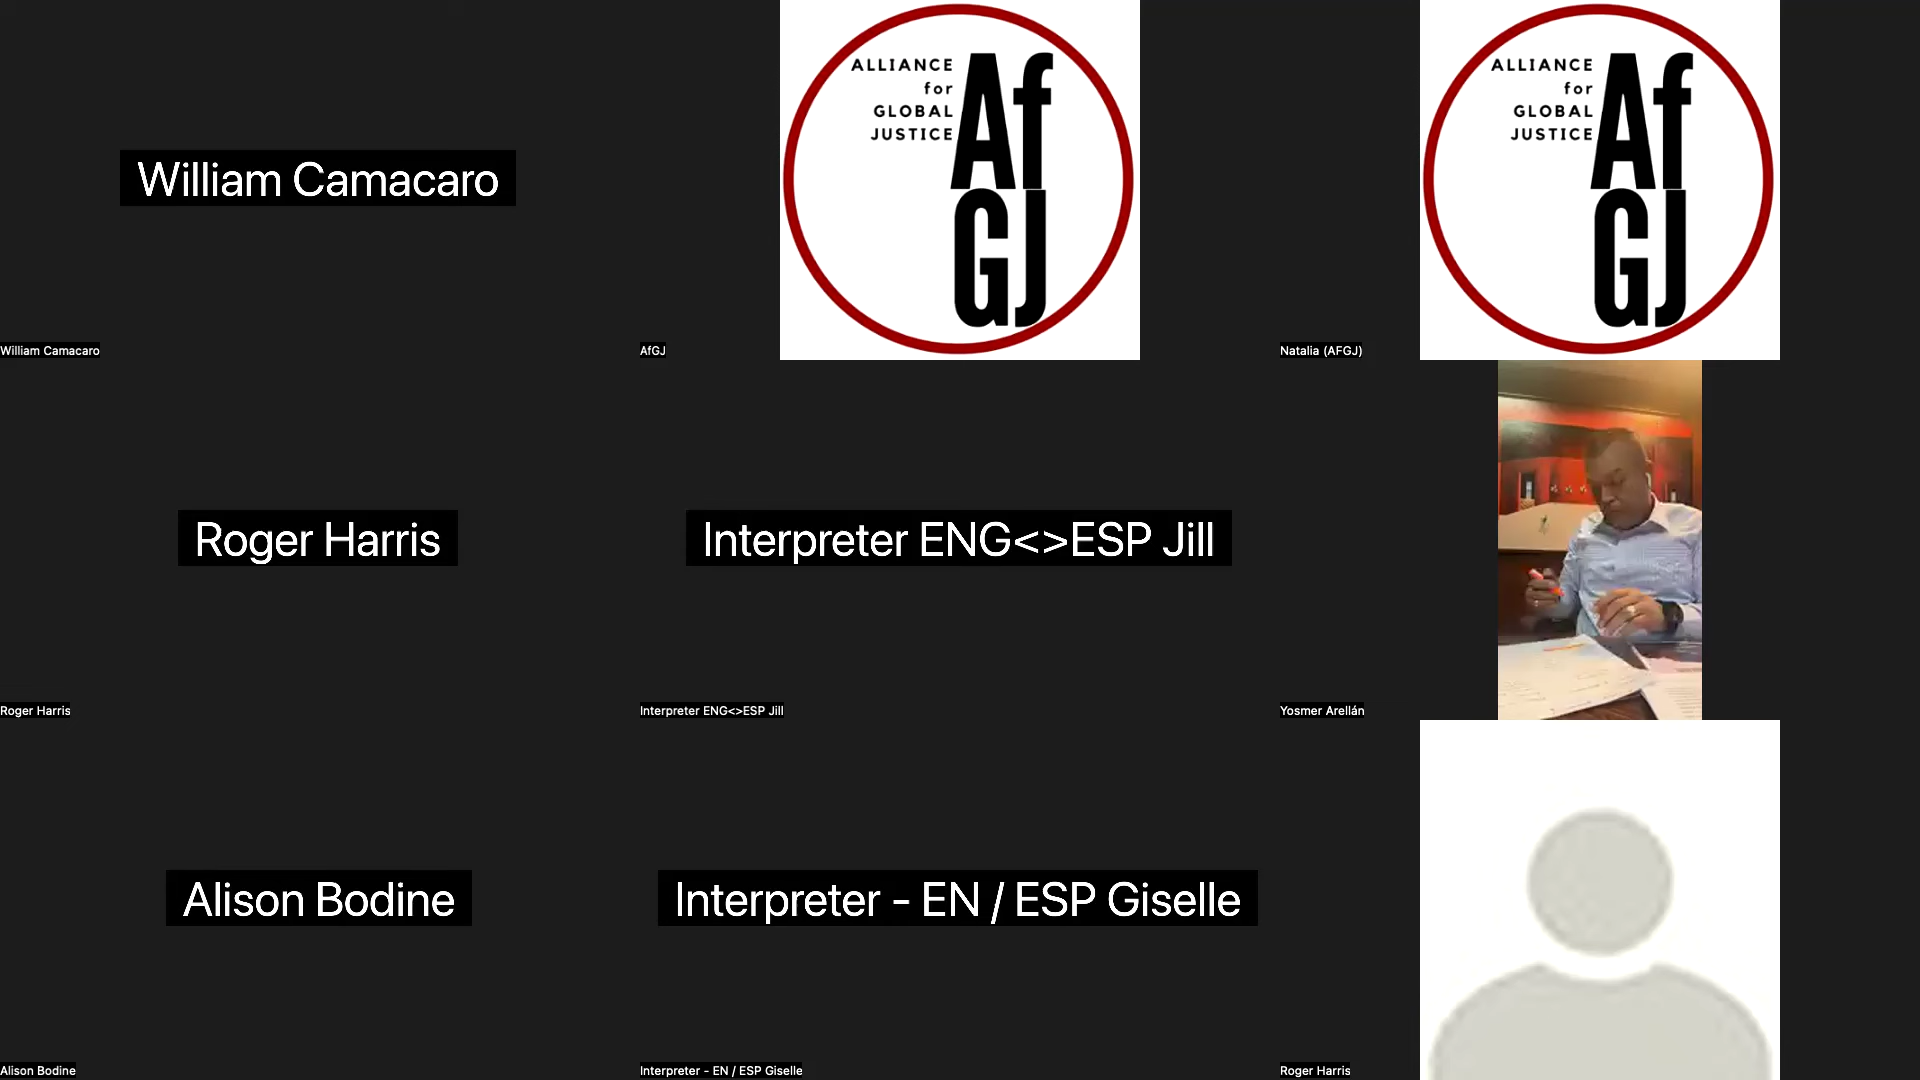 William Camacaro
William Camacaro
ALLIANCE
for
GLOBAL
JUSTICE
Af
GJ
AfGJ
ALLIANCE
for
GLOBAL
JUSTICE
Af
GJ
Natalia (AFGJ)
Roger Harris
Roger Harris
Interpreter ENG<>ESP Jill
Interpreter ENG<>ESP Jill
Yosmer Arellán
Alison Bodine
Alison Bodine
Interpreter - EN / ESP Giselle
Interpreter - EN / ESP Giselle
Roger Harris